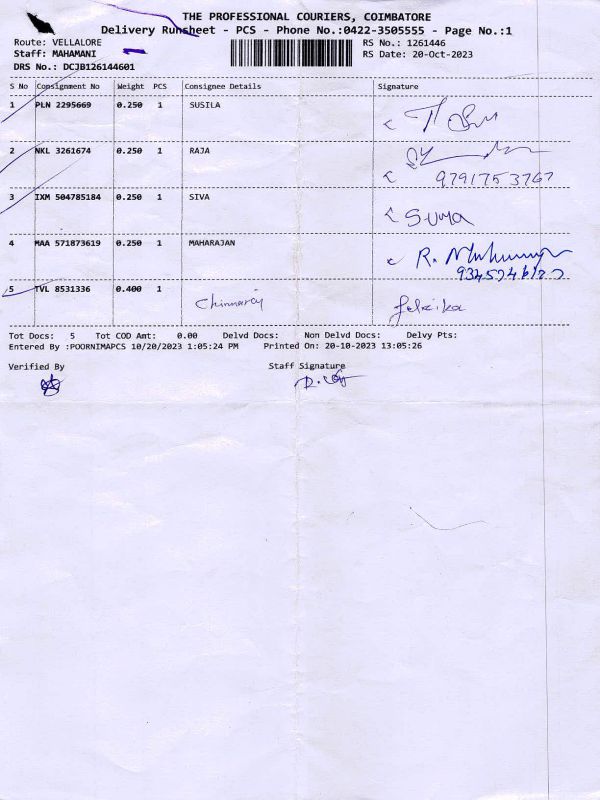 THE PROFESSIONAL COURIERS, COIMBATORE
Delivery Runsheet - PCS - Phone No.:0422-3505555 - Page No.:1
Route: VELLALORE RS No.: 1261446
Staff: MAHAMANI RS Date: 20-Oct-2023
DRS No.: DCJB126144601
S No Consignment No Weight PCS Consignee Details Signature
1 PLN 2295669 0.250 1 SUSILA
2 NKL 3261674 0.250 1 RAJA
9791753767
3 IXM 504785184 0.250 1 SIVA Suma
4 MAA 571873619 0.250 1 MAHARAJAN R.
5 TVL 8531336 0.400 1 Chinnaraj
Tot Docs: 5 Tot COD Amt: 0.00 Delvd Docs: Non Delvd Docs: Delvy Pts:
Entered By :POORNIMAPCS 10/20/2023 1:05:24 PM Printed On: 20-10-2023 13:05:26
Verified By Staff Signature